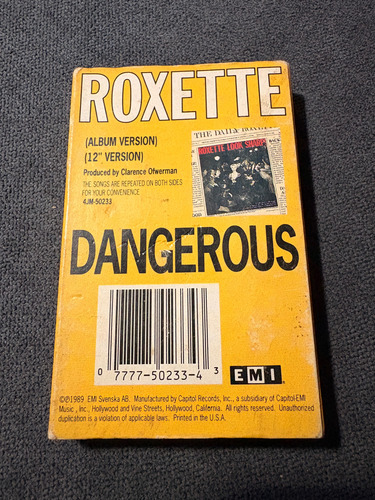 ROXETTE
(ALBUM VERSION)
(12" VERSION)
Produced by Clarence Ofwerman
THE SONGS ARE REPEATED ON BOTH SIDES
FOR YOUR CONVENIENCE
4JM-50233
THE DAILY
ROXETTE LOOK SHARP!
DANGEROUS
0 7777-50233-4 3
EMI
©℗1989 EMI Svenska AB. Manufactured by Capitol Records, Inc., a subsidiary of Capitol-EMI
Music, Inc., Hollywood and Vine Streets, Hollywood, California. All rights reserved. Unauthorized
duplication is a violation of applicable laws. Printed in the U.S.A.